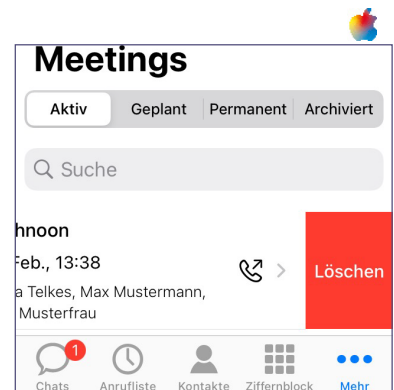 Meetings
Aktiv Geplant Permanent Archiviert
Suche
hnoon
Feb., 13:38
Löschen
a Telkes, Max Mustermann,
Musterfrau
1
Chats Anrufliste Kontakte Ziffernblock Mehr